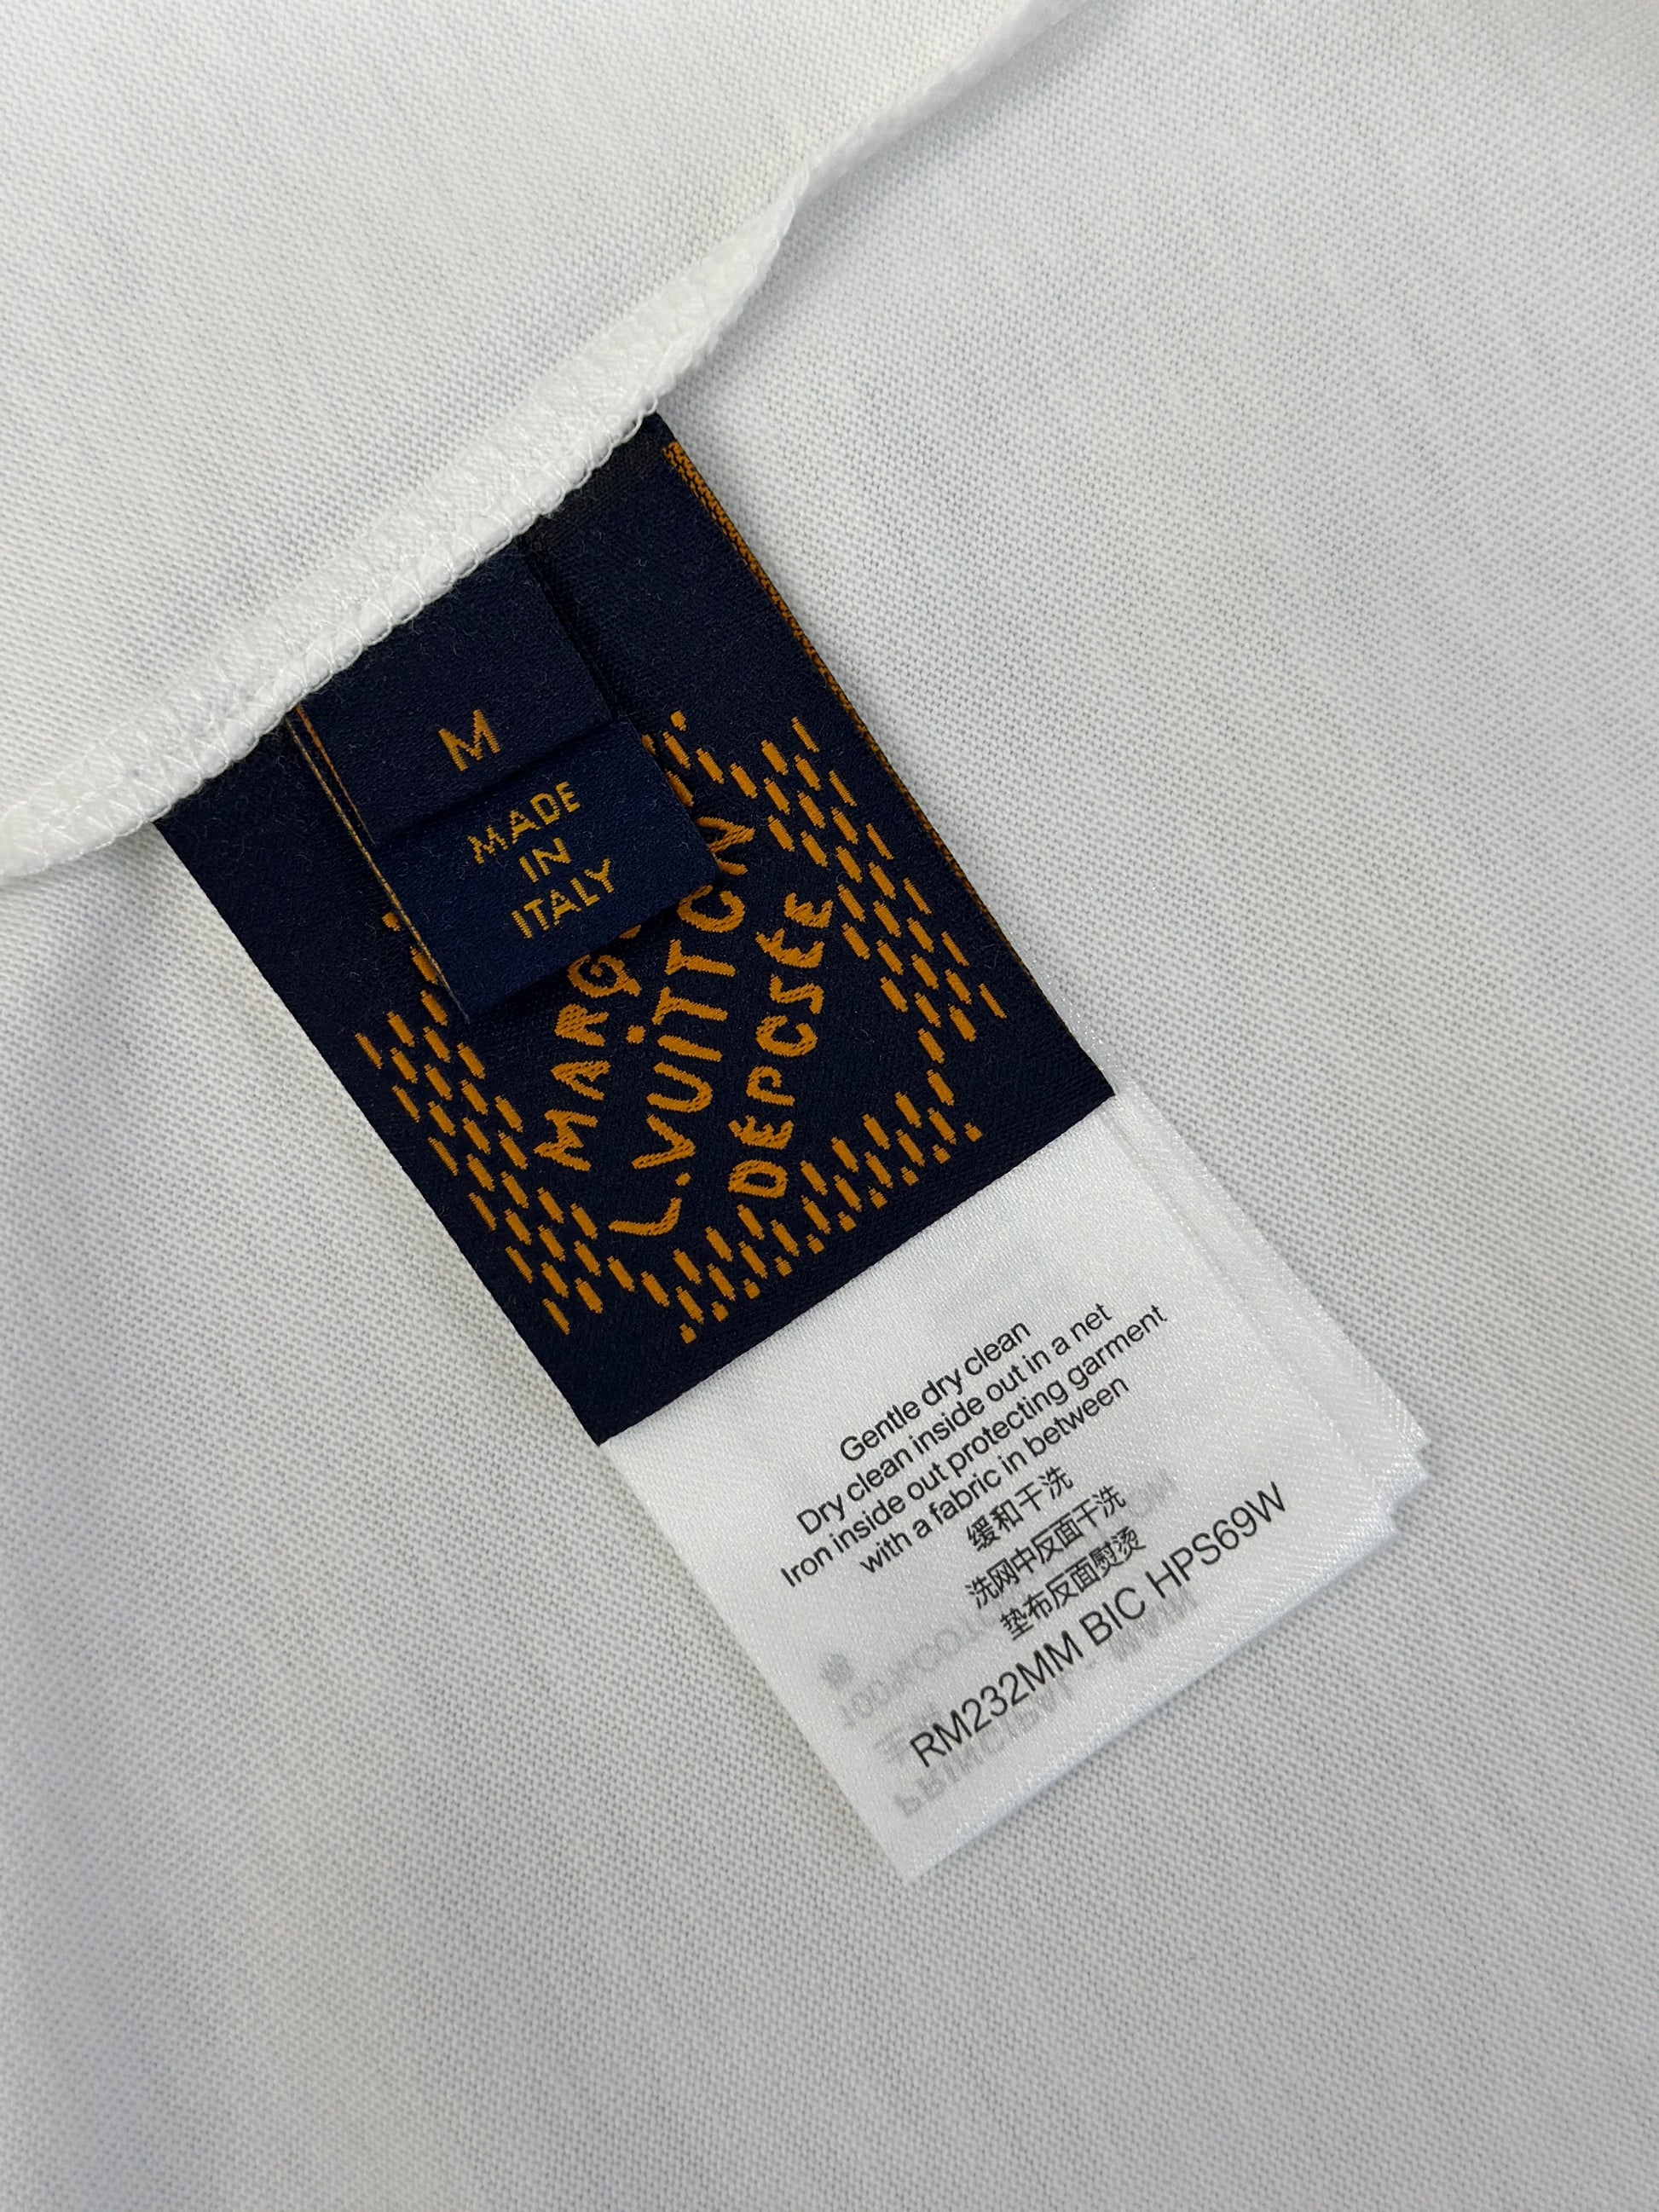 M
MADE
IN
ITALY
L.VUITTON
DEPCSEE
Gentle dry clean
Dry clean inside out in a net
Iron inside out protecting garment
with a fabric in between
缓和干洗
洗网中反面干洗
垫布反面熨烫
RM232MM BIC HPS69W